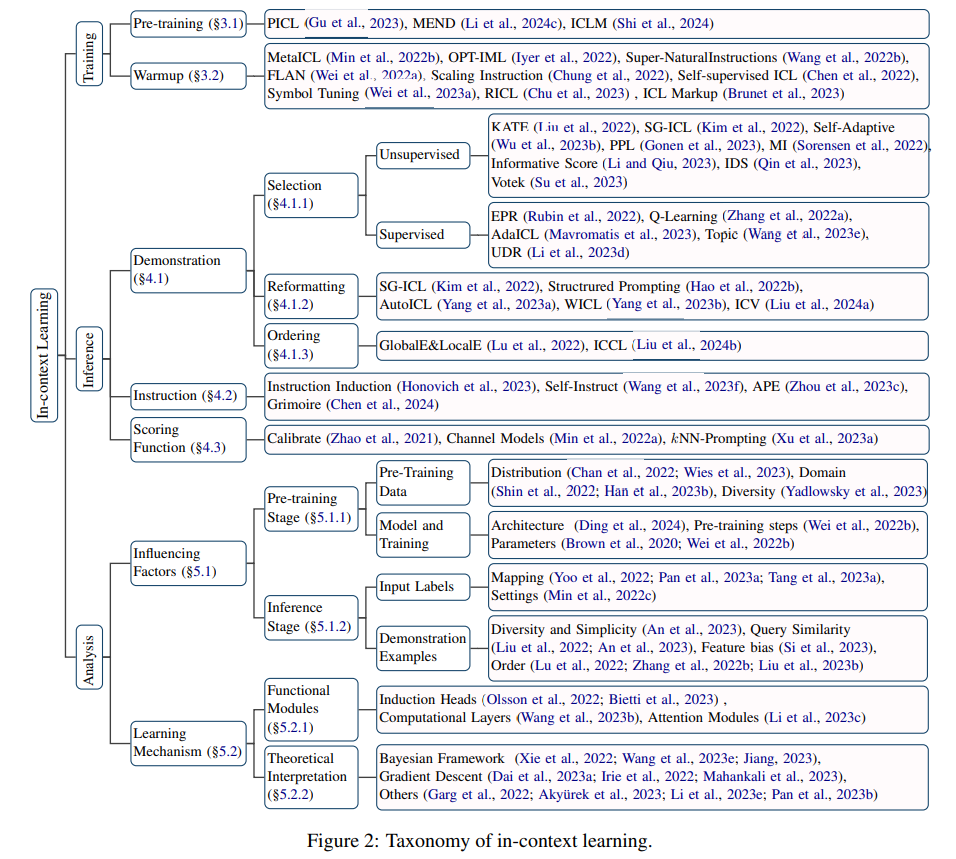 In-context Learning
Training
Pre-training (§3.1)
PICL (Gu et al., 2023), MEND (Li et al., 2024c), ICLM (Shi et al., 2024)
Warmup (§3.2)
MetaICL (Min et al., 2022b), OPT-IML (Iyer et al., 2022), Super-NaturalInstructions (Wang et al., 2022b),
FLAN (Wei et al., 2022a), Scaling Instruction (Chung et al., 2022), Self-supervised ICL (Chen et al., 2022),
Symbol Tuning (Wei et al., 2023a), RICL (Chu et al., 2023) , ICL Markup (Brunet et al., 2023)
Inference
Demonstration
(§4.1)
Selection
(§4.1.1)
Unsupervised
KATE (Liu et al., 2022), SG-ICL (Kim et al., 2022), Self-Adaptive
(Wu et al., 2023b), PPL (Gonen et al., 2023), MI (Sorensen et al., 2022),
Informative Score (Li and Qiu, 2023), IDS (Qin et al., 2023),
Votek (Su et al., 2023)
Supervised
EPR (Rubin et al., 2022), Q-Learning (Zhang et al., 2022a),
AdaICL (Mavromatis et al., 2023), Topic (Wang et al., 2023e),
UDR (Li et al., 2023d)
Reformatting
(§4.1.2)
SG-ICL (Kim et al., 2022), Structrured Prompting (Hao et al., 2022b),
AutoICL (Yang et al., 2023a), WICL (Yang et al., 2023b), ICV (Liu et al., 2024a)
Ordering
(§4.1.3)
GlobalE&LocalE (Lu et al., 2022), ICCL (Liu et al., 2024b)
Instruction (§4.2)
Instruction Induction (Honovich et al., 2023), Self-Instruct (Wang et al., 2023f), APE (Zhou et al., 2023c),
Grimoire (Chen et al., 2024)
Scoring
Function (§4.3)
Calibrate (Zhao et al., 2021), Channel Models (Min et al., 2022a), kNN-Prompting (Xu et al., 2023a)
Analysis
Influencing
Factors (§5.1)
Pre-training
Stage (§5.1.1)
Pre-Training
Data
Distribution (Chan et al., 2022; Wies et al., 2023), Domain
(Shin et al., 2022; Han et al., 2023b), Diversity (Yadlowsky et al., 2023)
Model and
Training
Architecture (Ding et al., 2024), Pre-training steps (Wei et al., 2022b),
Parameters (Brown et al., 2020; Wei et al., 2022b)
Inference
Stage (§5.1.2)
Input Labels
Mapping (Yoo et al., 2022; Pan et al., 2023a; Tang et al., 2023a),
Settings (Min et al., 2022c)
Demonstration
Examples
Diversity and Simplicity (An et al., 2023), Query Similarity
(Liu et al., 2022; An et al., 2023), Feature bias (Si et al., 2023),
Order (Lu et al., 2022; Zhang et al., 2022b; Liu et al., 2023b)
Learning
Mechanism (§5.2)
Functional
Modules
(§5.2.1)
Induction Heads (Olsson et al., 2022; Bietti et al., 2023) ,
Computational Layers (Wang et al., 2023b), Attention Modules (Li et al., 2023c)
Theoretical
Interpretation
(§5.2.2)
Bayesian Framework (Xie et al., 2022; Wang et al., 2023e; Jiang, 2023),
Gradient Descent (Dai et al., 2023a; Irie et al., 2022; Mahankali et al., 2023),
Others (Garg et al., 2022; Akyürek et al., 2023; Li et al., 2023e; Pan et al., 2023b)
Figure 2: Taxonomy of in-context learning.